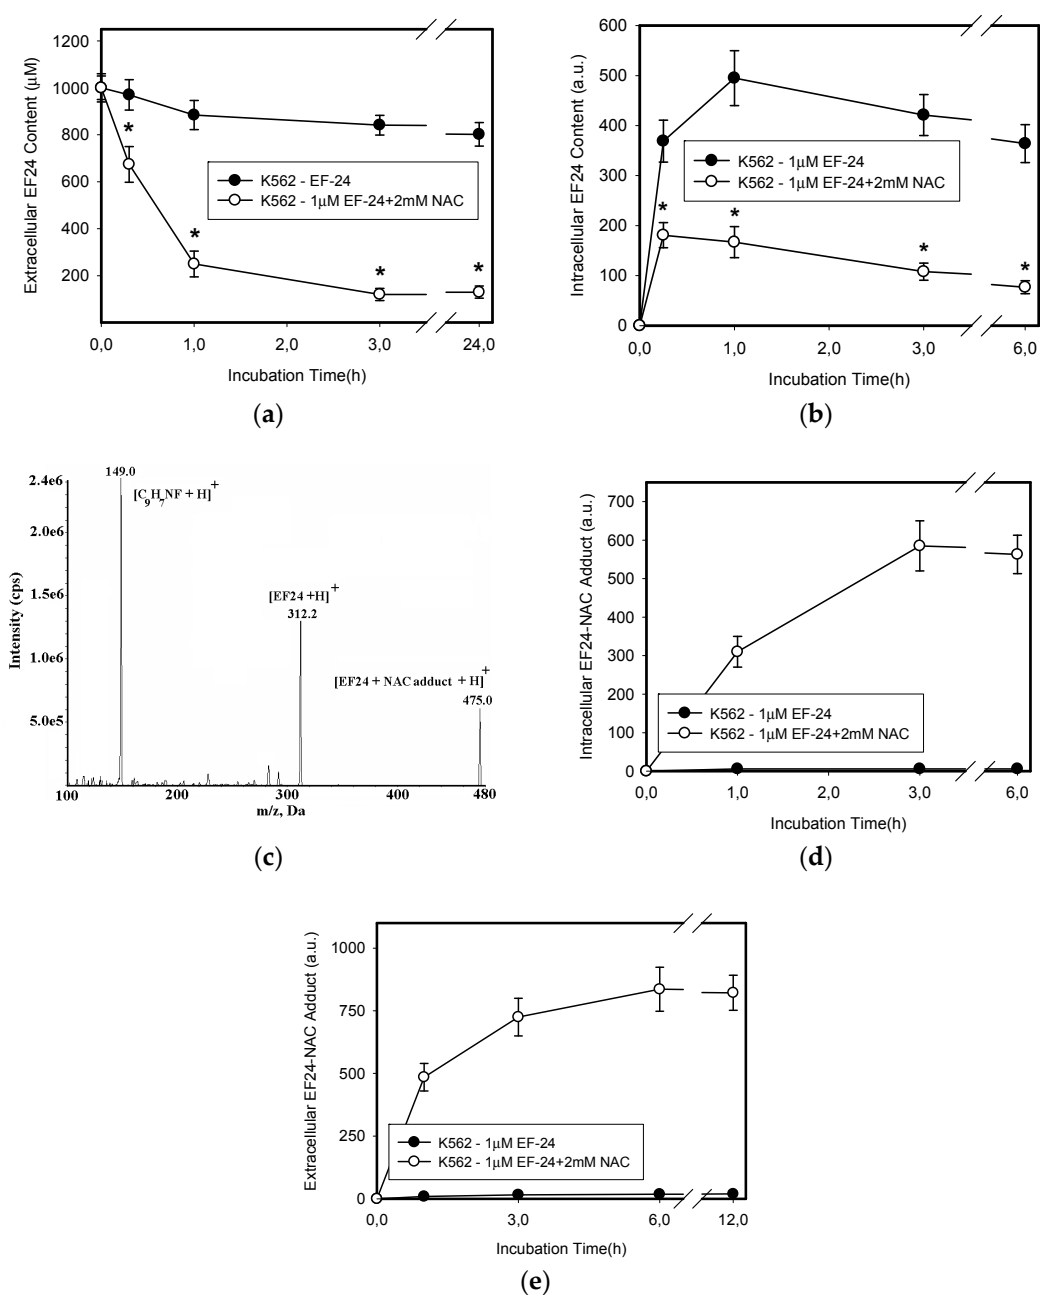 Extracellular EF24 Content (μM)
1200
1000
800
600
400
200
*
*
*
*
K562 - EF-24
K562 - 1μM EF-24+2mM NAC
0,0
1,0
2,0
3,0
24,0
Incubation Time(h)
(a)
Intracellular EF24 Content (a.u.)
600
500
400
300
200
100
0
K562 - 1μM EF-24
K562 - 1μM EF-24+2mM NAC
*
*
*
*
0,0
1,0
2,0
3,0
6,0
Incubation Time(h)
(b)
Intensity (cps)
2.4e6
2.0e6
1.5e6
1.0e6
5.0e5
149.0
[C9H7NF + H]+
[EF24 +H]+
312.2
[EF24 + NAC adduct + H]+
475.0
100
200
300
400
480
m/z, Da
(c)
Intracellular EF24-NAC Adduct (a.u.)
700
600
500
400
300
200
100
0
K562 - 1μM EF-24
K562 - 1μM EF-24+2mM NAC
0,0
1,0
2,0
3,0
6,0
Incubation Time(h)
(d)
Extracellular EF24-NAC Adduct (a.u.)
1000
750
500
250
0
K562 - 1μM EF-24
K562 - 1μM EF-24+2mM NAC
0,0
3,0
6,0
12,0
Incubation Time(h)
(e)